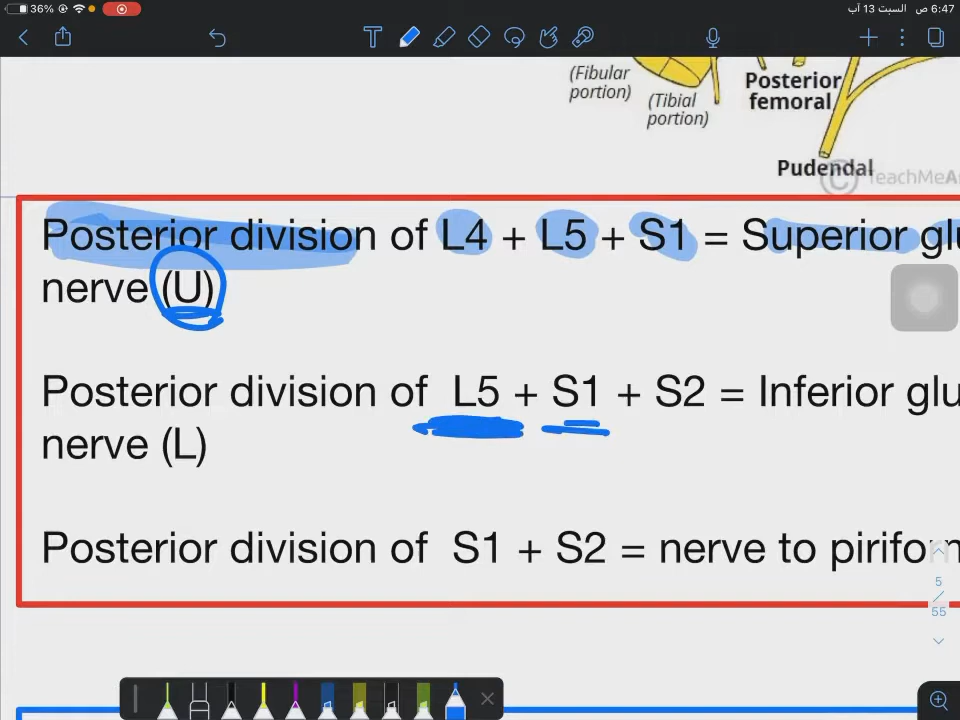 36%
6:47 ص السبت 13 آب
(Fibular
portion)
(Tibial
portion)
Posterior
femoral
Pudendal
© TeachMeA
Posterior division of L4 + L5 + S1 = Superior glu
nerve (U)
Posterior division of L5 + S1 + S2 = Inferior glu
nerve (L)
Posterior division of S1 + S2 = nerve to piriform
5
/
55